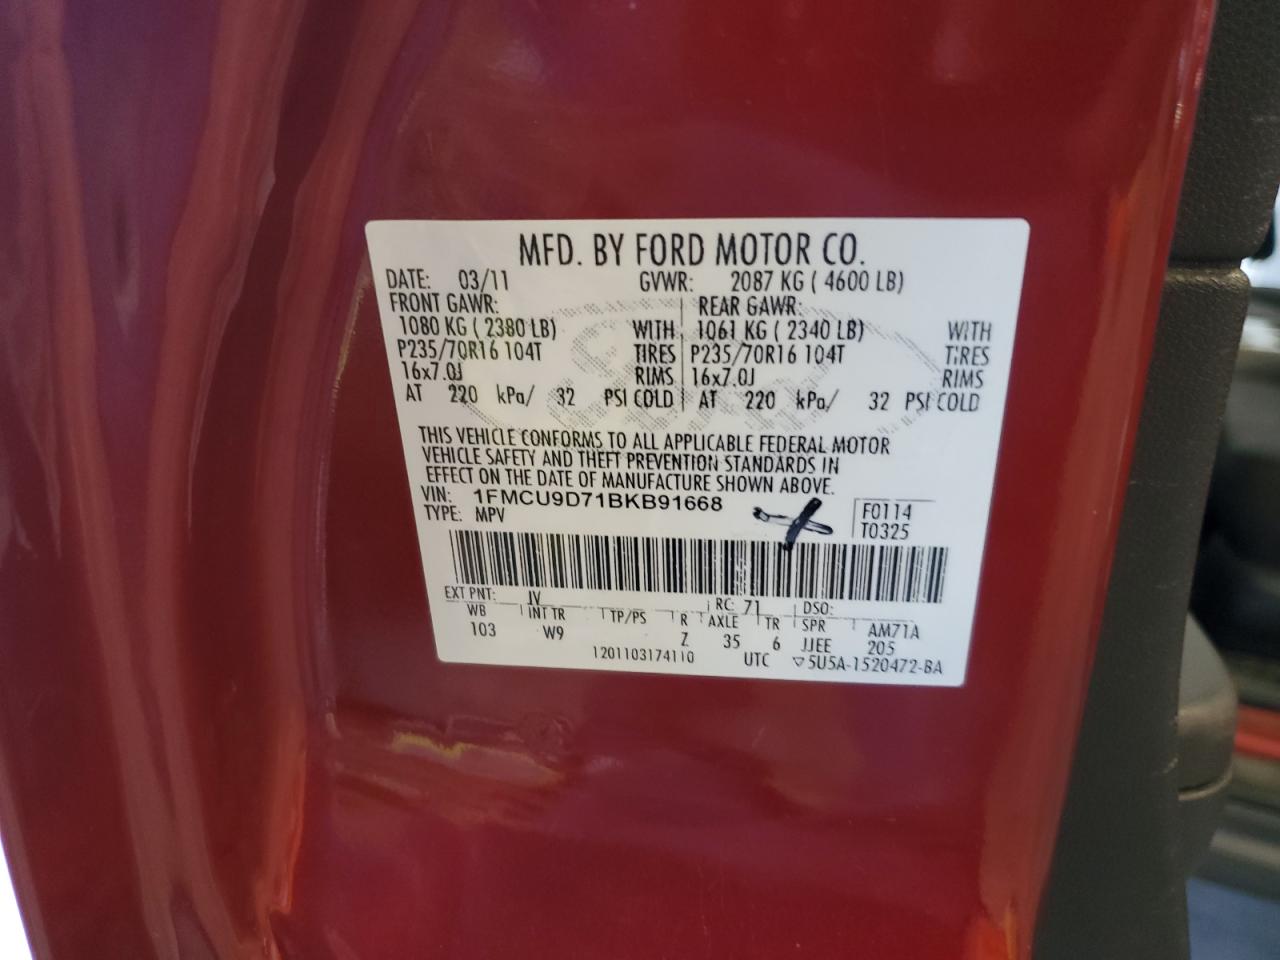 MFD. BY FORD MOTOR CO.
DATE: 03/11 GVWR: 2087 KG ( 4600 LB)
FRONT GAWR: REAR GAWR:
1080 KG ( 2380 LB) WITH 1061 KG ( 2340 LB) WITH
P235/70R16 104T TIRES P235/70R16 104T TIRES
16x7.0J RIMS 16x7.0J RIMS
AT 220 kPa/ 32 PSI COLD AT 220 kPa/ 32 PSI COLD
THIS VEHICLE CONFORMS TO ALL APPLICABLE FEDERAL MOTOR
VEHICLE SAFETY AND THEFT PREVENTION STANDARDS IN
EFFECT ON THE DATE OF MANUFACTURE SHOWN ABOVE.
VIN: 1FMCU9D71BKB91668 F0114
TYPE: MPV T0325
EXT PNT: JV RC: 71 DSO:
WB INT TR TP/PS R AXLE TR SPR AM71A
103 W9 Z 35 6 JJEE 205
1201103174110 UTC ▽5U5A-1520472-BA